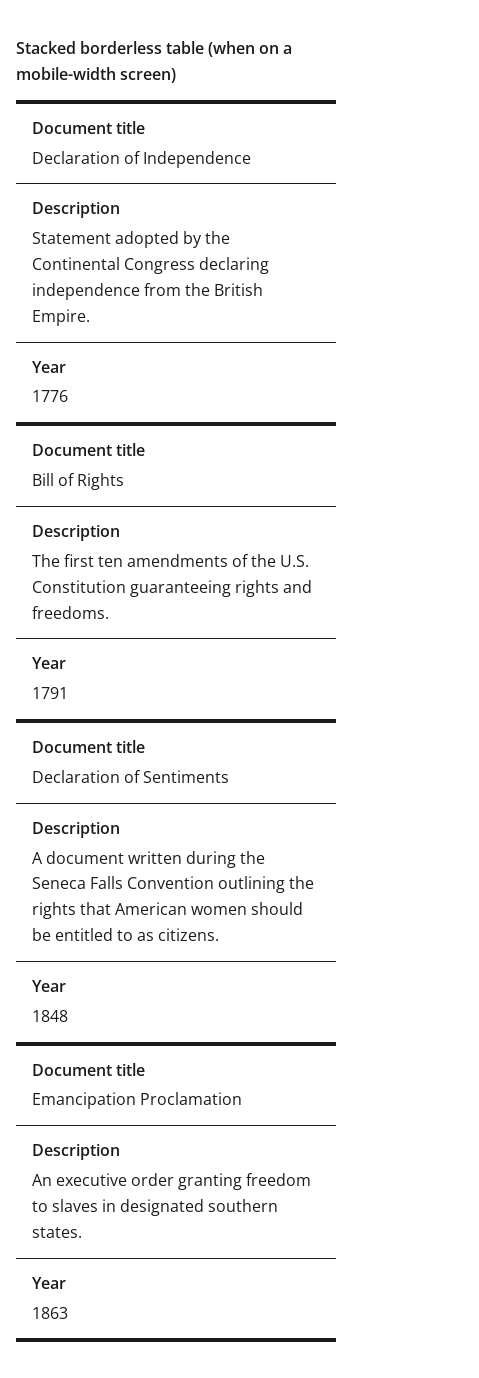 Stacked borderless table (when on a
mobile-width screen)
Document title
Declaration of Independence
Description
Statement adopted by the
Continental Congress declaring
independence from the British
Empire.
Year
1776
Document title
Bill of Rights
Description
The first ten amendments of the U.S.
Constitution guaranteeing rights and
freedoms.
Year
1791
Document title
Declaration of Sentiments
Description
A document written during the
Seneca Falls Convention outlining the
rights that American women should
be entitled to as citizens.
Year
1848
Document title
Emancipation Proclamation
Description
An executive order granting freedom
to slaves in designated southern
states.
Year
1863